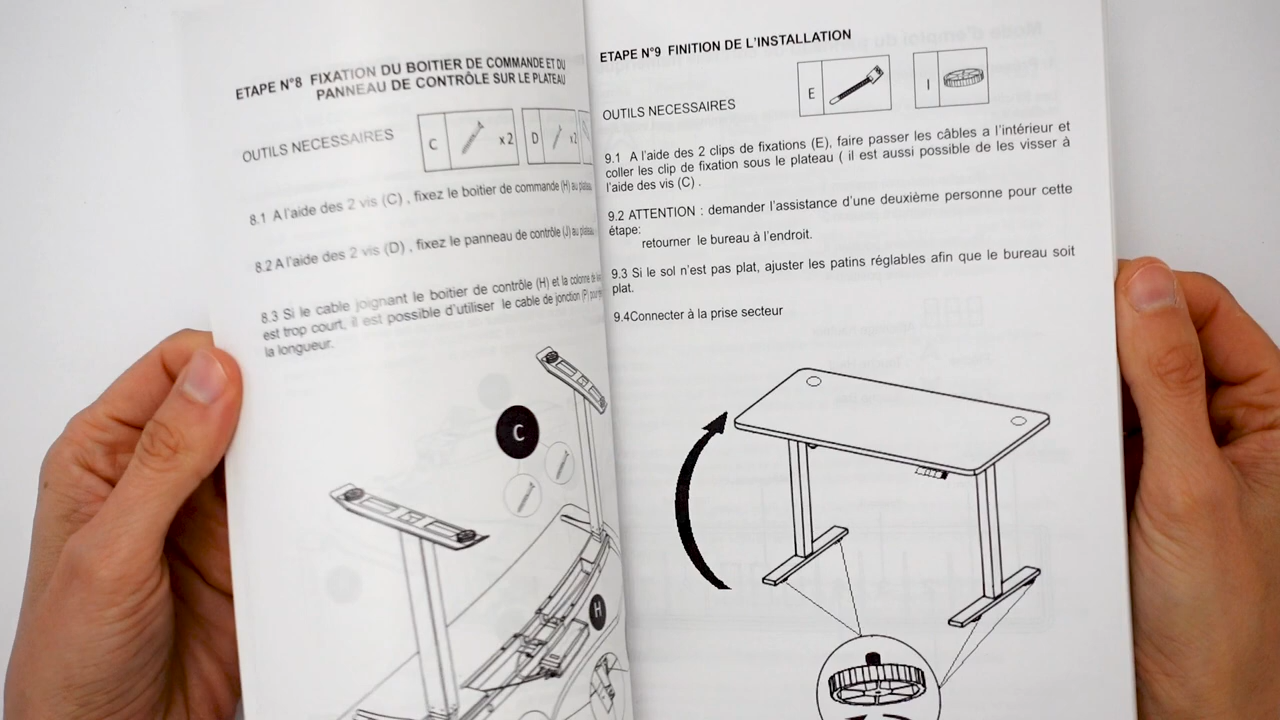 ETAPE N°8 FIXATION DU BOITIER DE COMMANDE ET DU
PANNEAU DE CONTRÔLE SUR LE PLATEAU
OUTILS NECESSAIRES
C x2
D x2
8.1 A l'aide des 2 vis (C) , fixez le boitier de commande (H) au plateau
8.2 A l'aide des 2 vis (D) , fixez le panneau de contrôle (J) au plateau
8.3 Si le cable joignant le boitier de contrôle (H) et la colonne de
est trop court, il est possible d'utiliser le cable de jonction (P)
la longueur.
C
H
ETAPE N°9 FINITION DE L'INSTALLATION
OUTILS NECESSAIRES
E
I
9.1 A l'aide des 2 clips de fixations (E), faire passer les câbles a l'intérieur et
coller les clip de fixation sous le plateau ( il est aussi possible de les visser à
l'aide des vis (C) .
9.2 ATTENTION : demander l'assistance d'une deuxième personne pour cette
étape:
retourner le bureau à l'endroit.
9.3 Si le sol n'est pas plat, ajuster les patins réglables afin que le bureau soit
plat.
9.4Connecter à la prise secteur